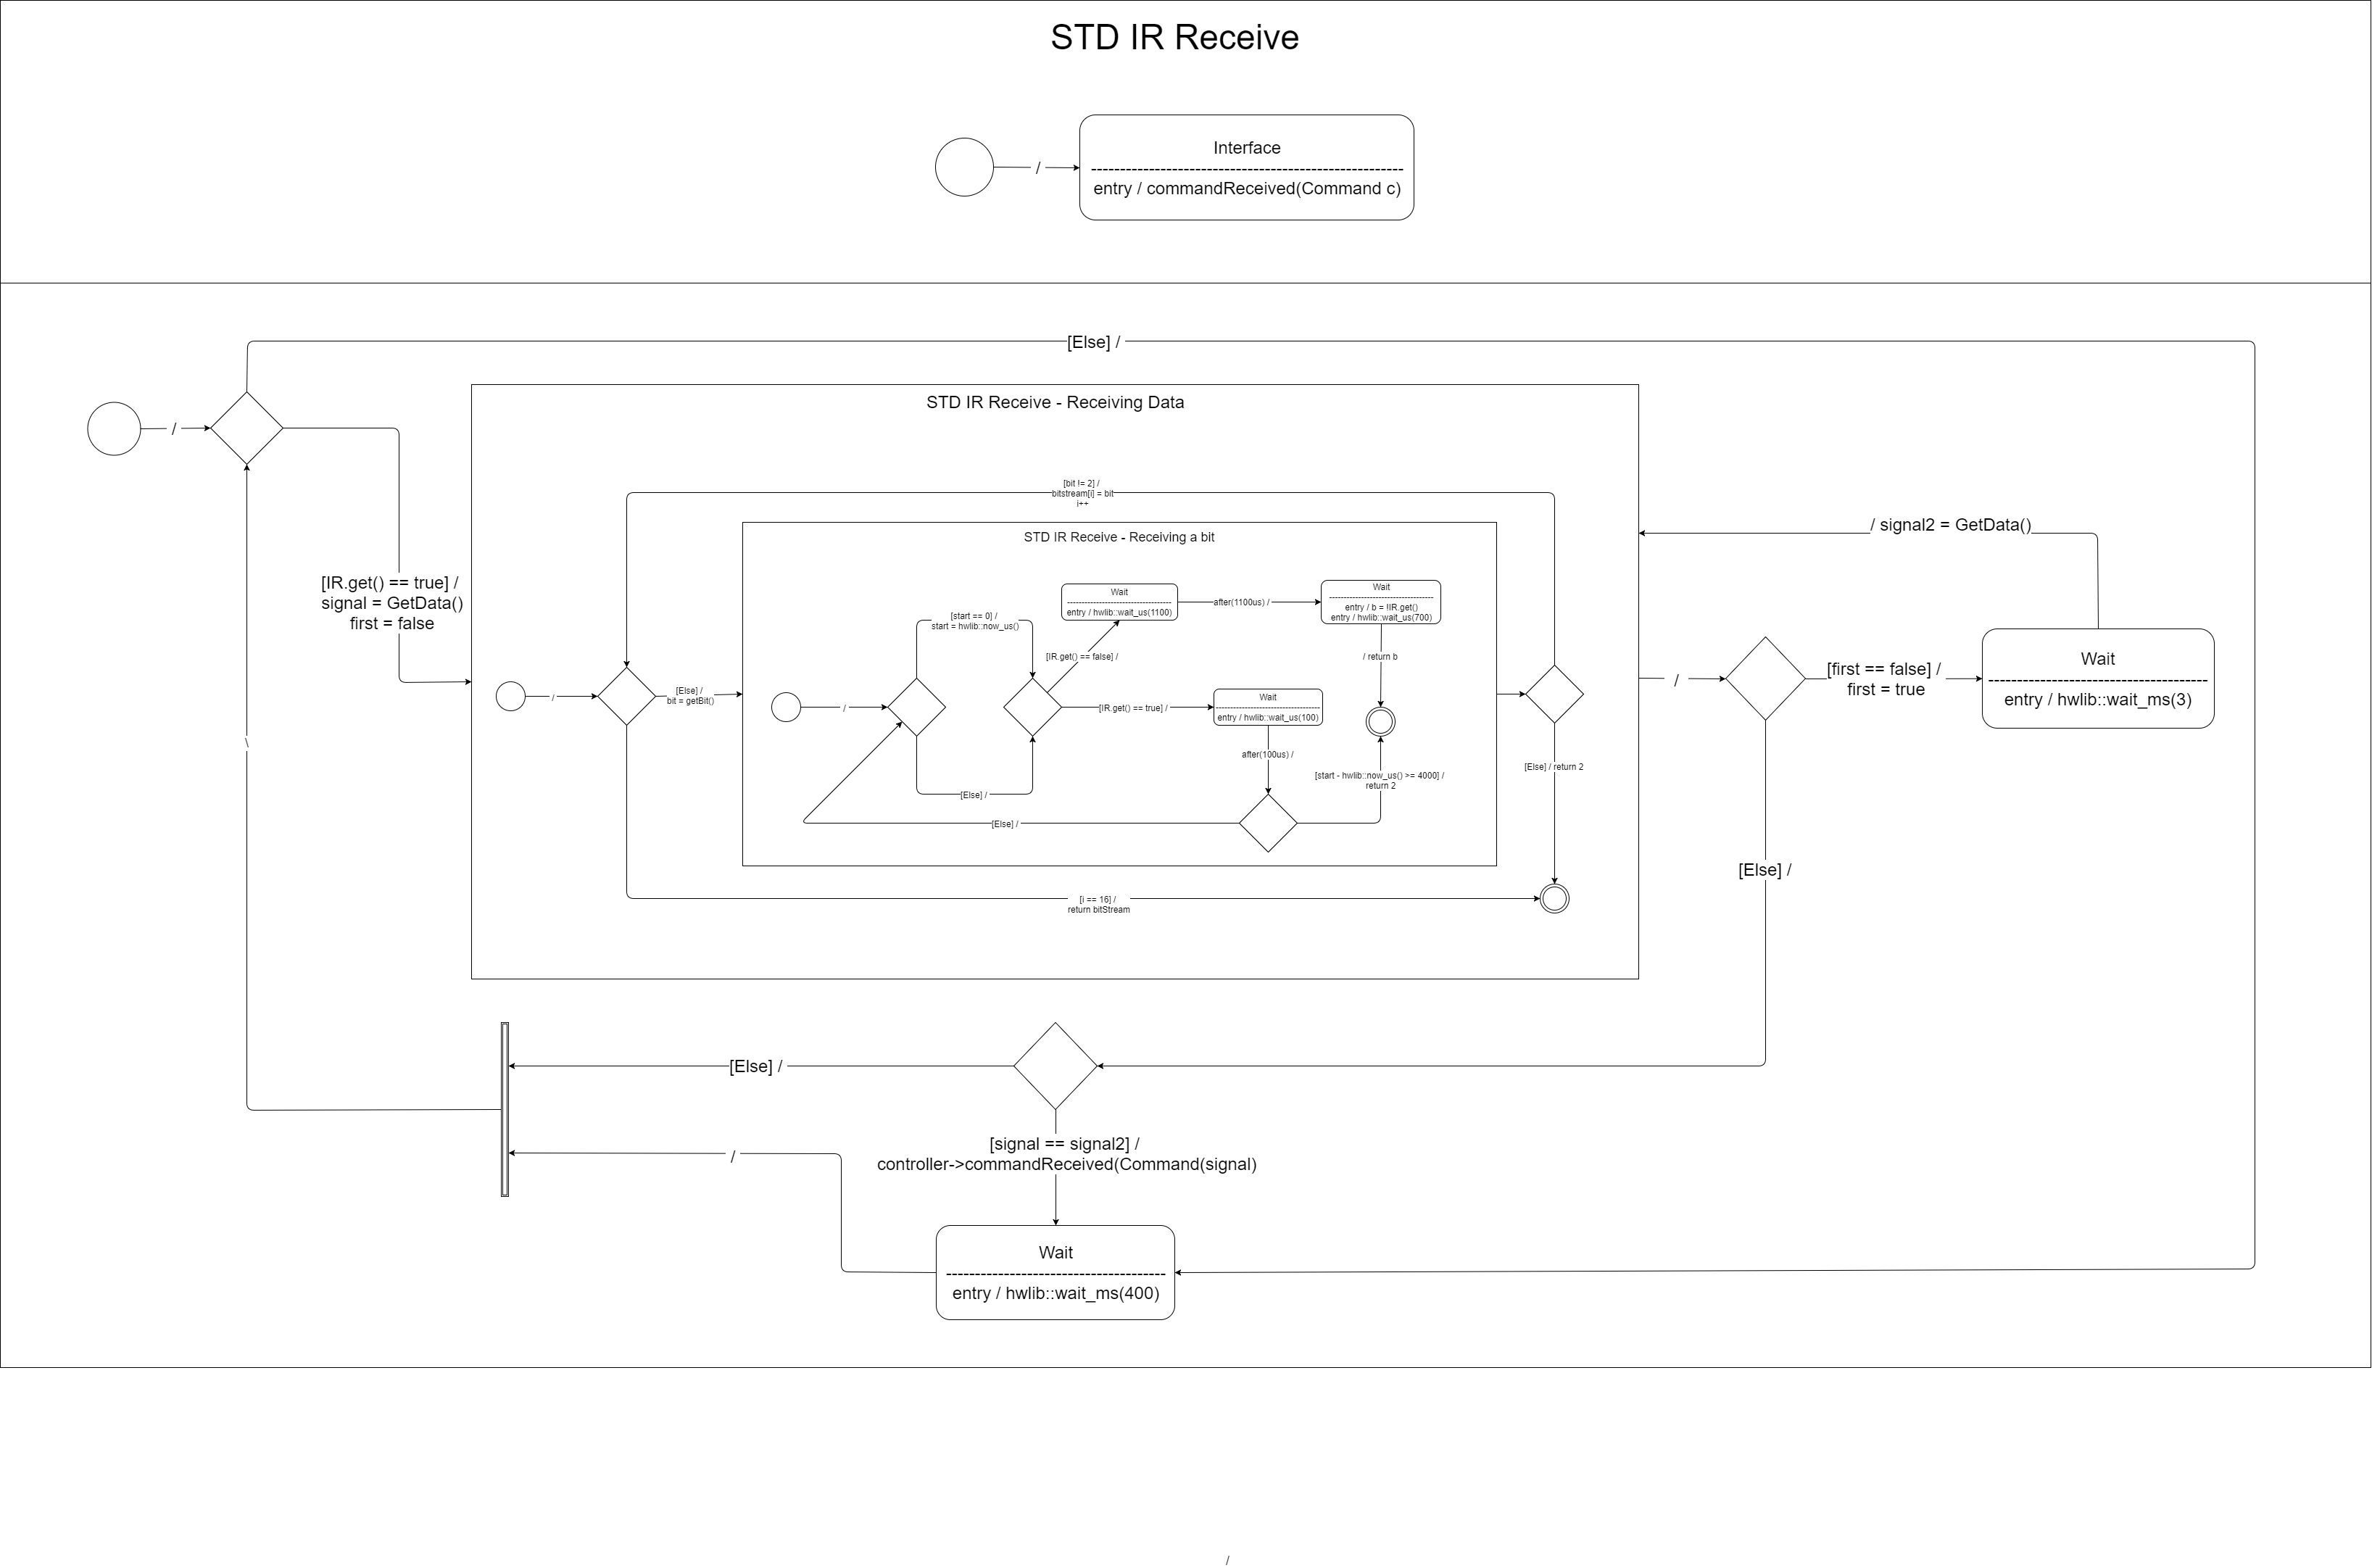 STD IR Receive
Interface
------------------------------------------------------
entry / commandReceived(Command c)
/
[Else] /
/
STD IR Receive - Receiving Data
[IR.get() == true] /
signal = GetData()
first = false
[bit != 2] /
bitstream[i] = bit
i++
STD IR Receive - Receiving a bit
/
[Else] /
bit = getBit()
/
[start == 0] /
start = hwlib::now_us()
[Else] /
Wait
------------------------------------
entry / hwlib::wait_us(1100)
after(1100us) /
Wait
------------------------------------
entry / b = !IR.get()
entry / hwlib::wait_us(700)
[IR.get() == false] /
/ return b
[IR.get() == true] /
Wait
------------------------------------
entry / hwlib::wait_us(100)
after(100us) /
[start - hwlib::now_us() >= 4000] /
return 2
[Else] /
[Else] / return 2
[i == 16] /
return bitStream
/ signal2 = GetData()
/
[first == false] /
first = true
Wait
--------------------------------------
entry / hwlib::wait_ms(3)
\
[Else] /
[Else] /
[signal == signal2] /
controller->commandReceived(Command(signal)
/
Wait
--------------------------------------
entry / hwlib::wait_ms(400)
/